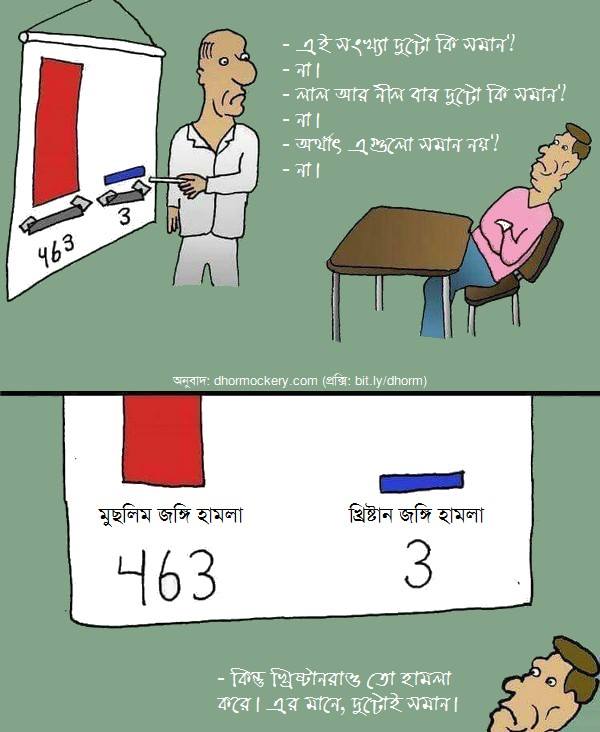 - এই সংখ্যা দুটো কি সমান?
- না।
- লাল আর নীল বার দুটো কি সমান?
- না।
- অর্থাৎ এগুলো সমান নয়?
- না।
463
3
অনুবাদ: dhormockery.com (প্রক্সি: bit.ly/dhorm)
মুছলিম জঙ্গি হামলা
খ্রিষ্টান জঙ্গি হামলা
463
3
- কিন্তু খ্রিষ্টানরাও তো হামলা
করে। এর মানে, দুটোই সমান।